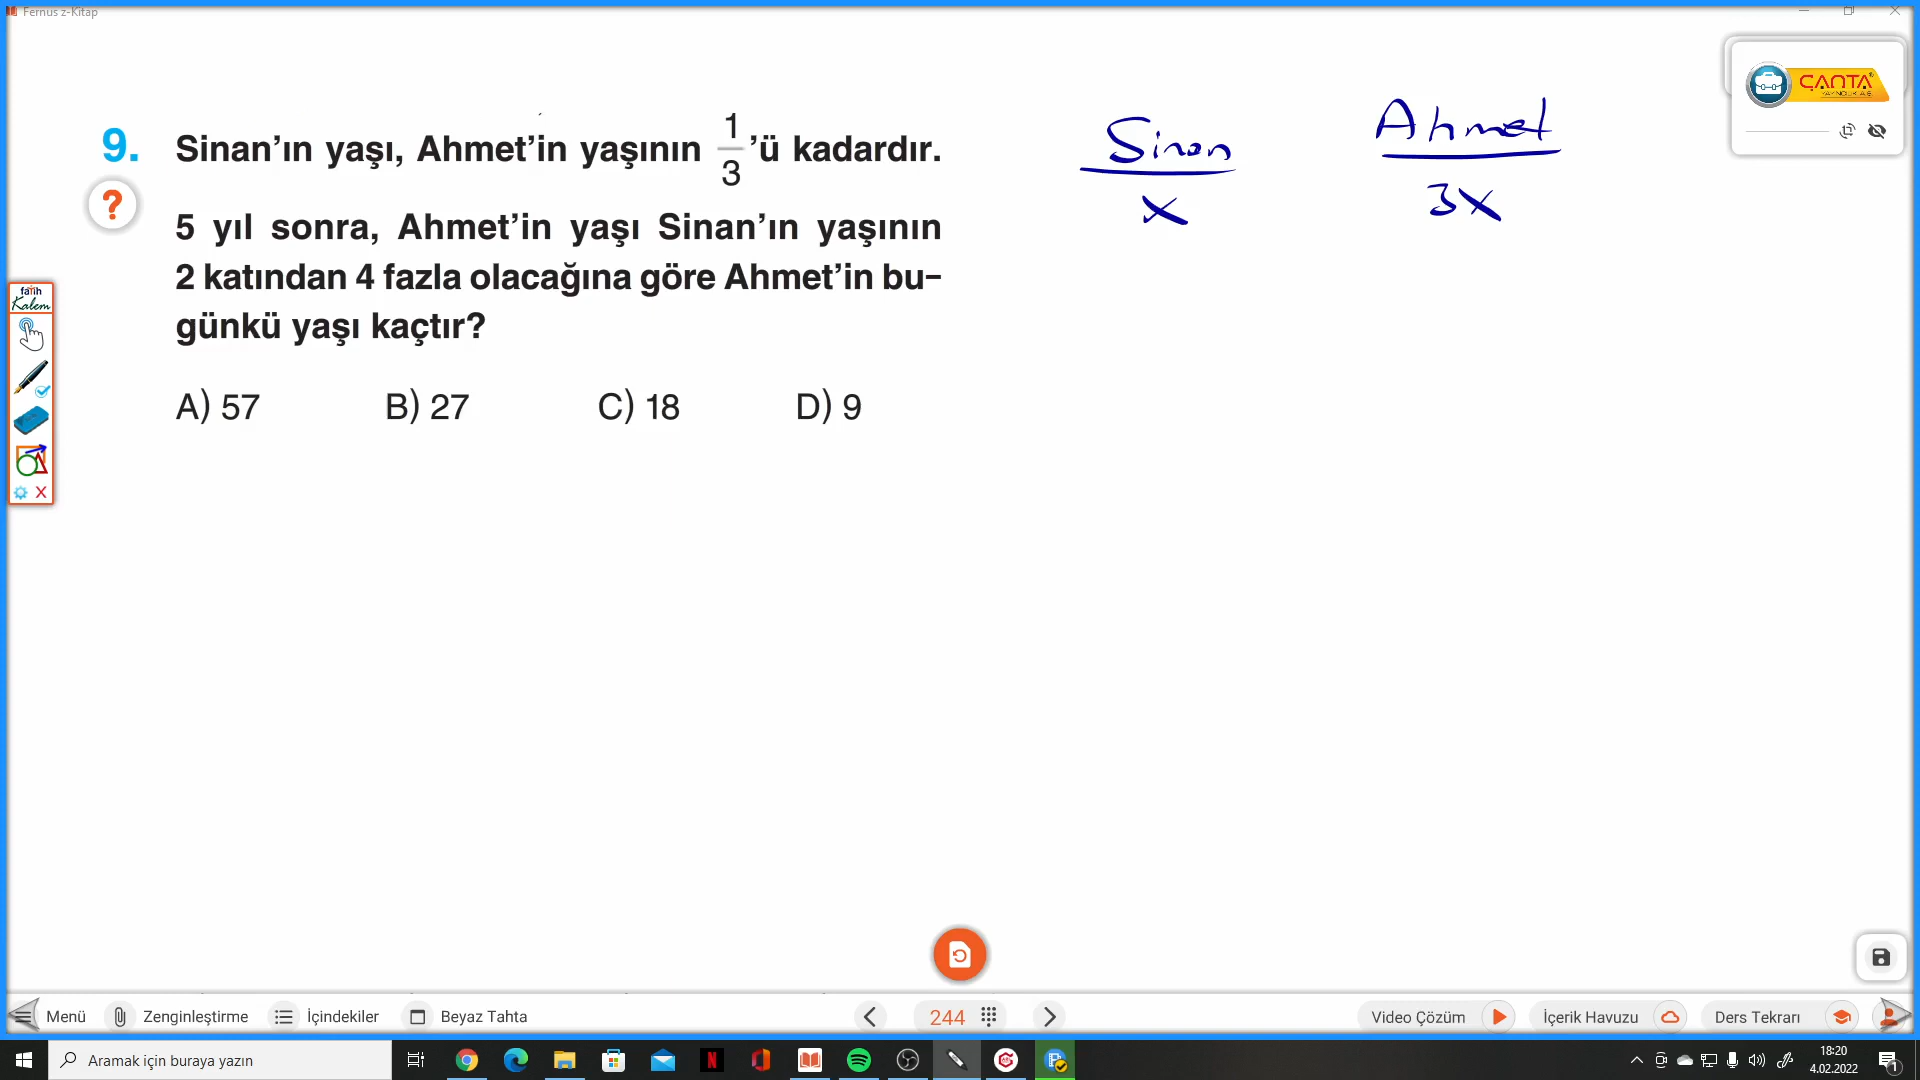 Fernus z-Kitap
ÇANTA
YAYINCILIK A.Ş.
9. Sinan'ın yaşı, Ahmet'in yaşının 1/3 'ü kadardır.
5 yıl sonra, Ahmet'in yaşı Sinan'ın yaşının
2 katından 4 fazla olacağına göre Ahmet'in bu-
günkü yaşı kaçtır?
A) 57 B) 27 C) 18 D) 9
Sinan Ahmet
x 3x
fatih
Kalem
Menü Zenginleştirme İçindekiler Beyaz Tahta 244 Video Çözüm İçerik Havuzu Ders Tekrarı
Aramak için buraya yazın
18:20
4.02.2022
1